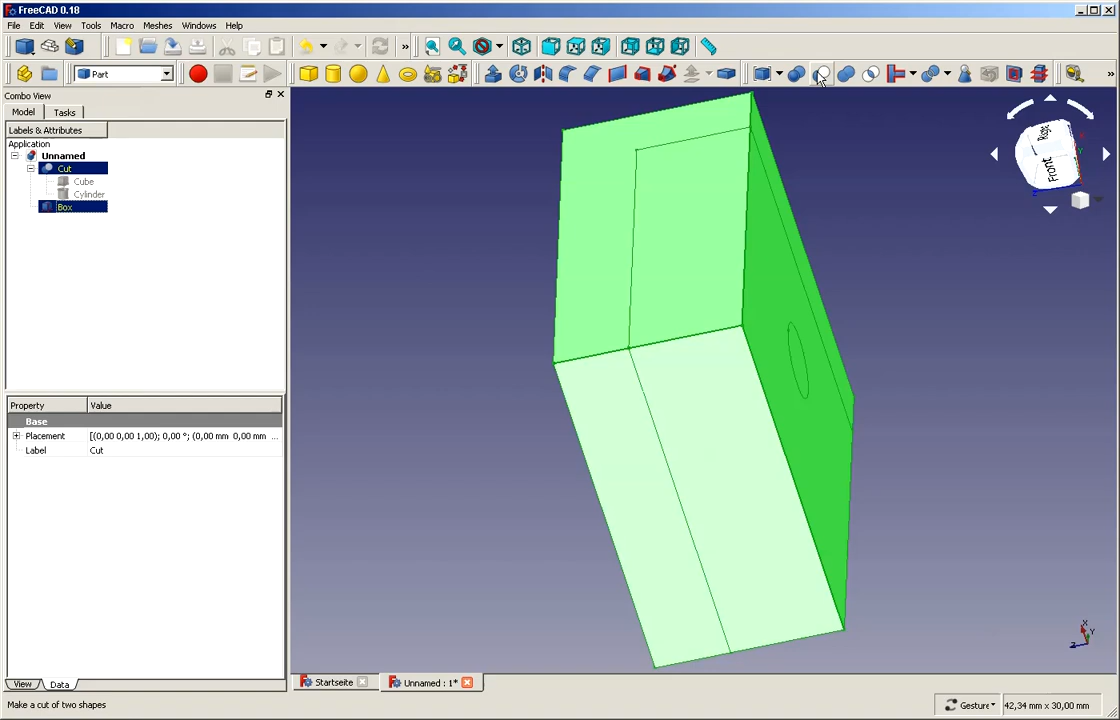 FreeCAD 0.18
File Edit View Tools Macro Meshes Windows Help
Part
Combo View
Model Tasks
Labels & Attributes
Application
Unnamed
Cut
Cube
Cylinder
Box
Right
Front
X
Y
Z
Property Value
Base
Placement [(0,00 0,00 1,00); 0,00 °; (0,00 mm 0,00 mm ...
Label Cut
View Data
Startseite Unnamed : 1*
Make a cut of two shapes
Gesture 42,34 mm x 30,00 mm